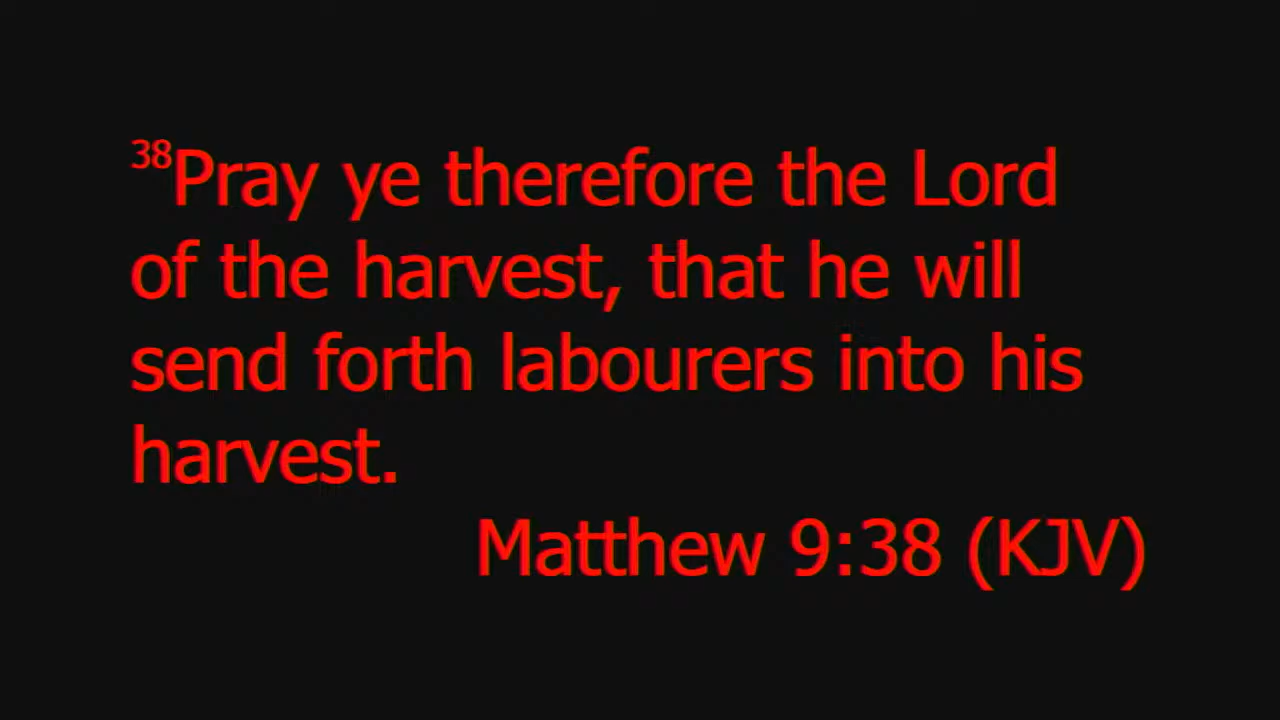 38Pray ye therefore the Lord
of the harvest, that he will
send forth labourers into his
harvest.
Matthew 9:38 (KJV)